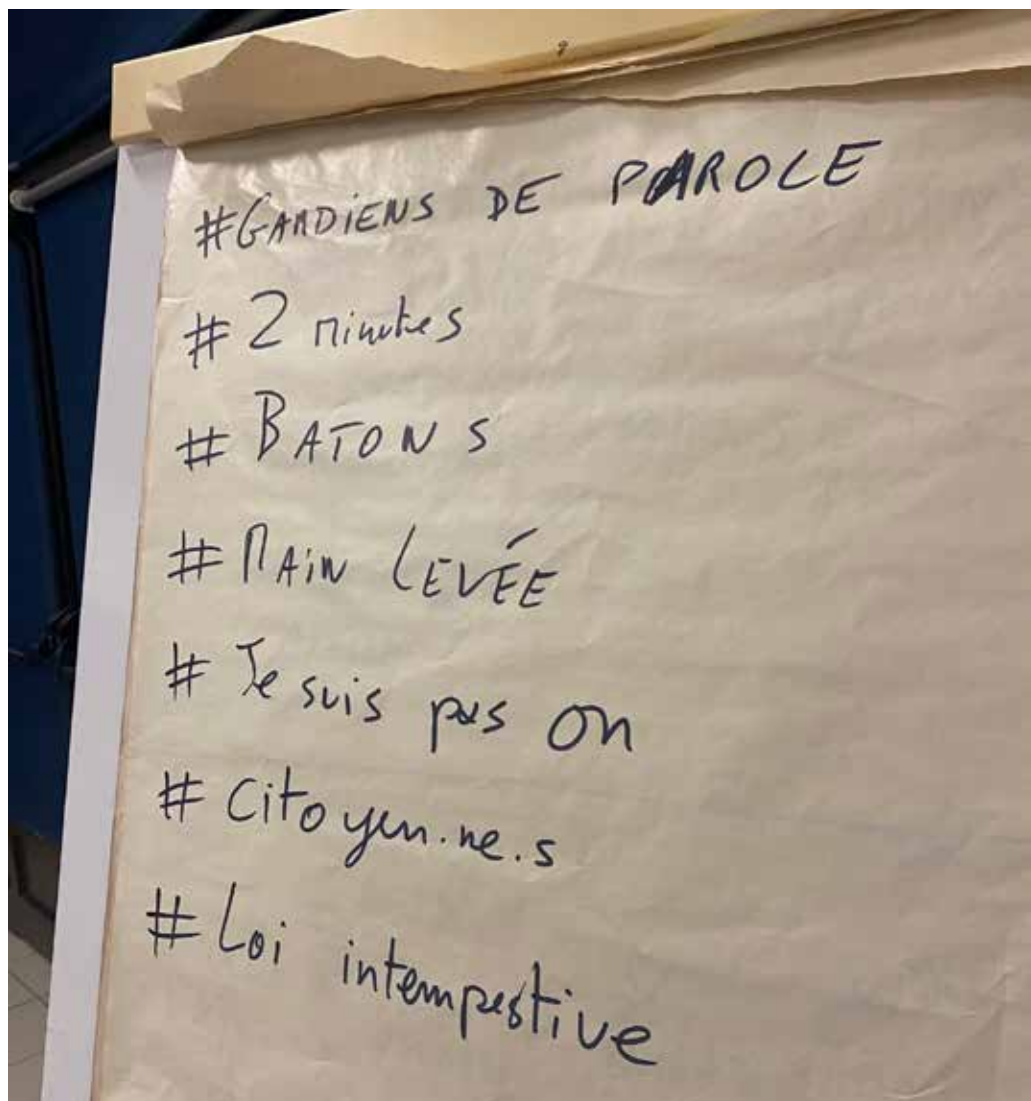 #GARDIENS DE PAROLE
# 2 minutes
# BATONS
# MAIN LEVÉE
# Je suis pas on
# citoyen.ne.s
# Loi intempestive